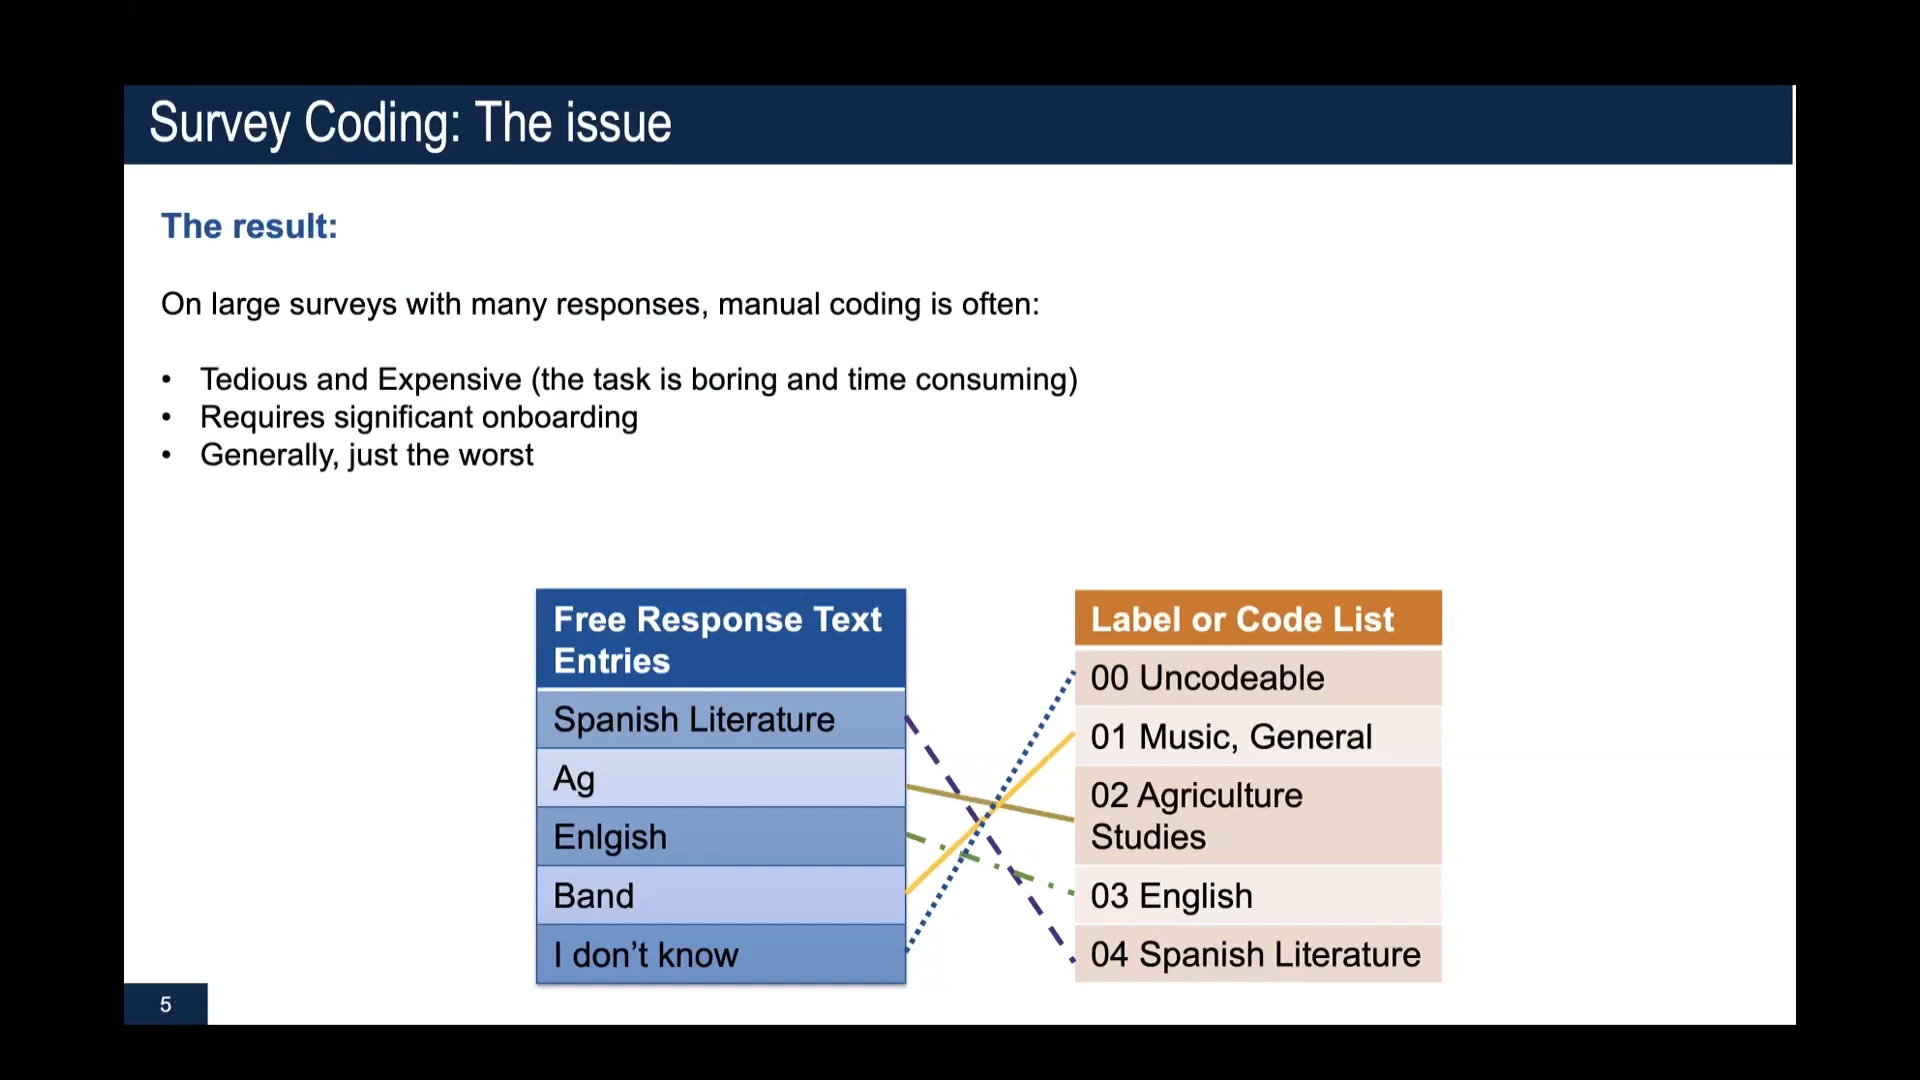 Survey Coding: The issue
The result:
On large surveys with many responses, manual coding is often:
• Tedious and Expensive (the task is boring and time consuming)
• Requires significant onboarding
• Generally, just the worst
Free Response Text
Entries
Spanish Literature
Ag
Enlgish
Band
I don’t know
Label or Code List
00 Uncodeable
01 Music, General
02 Agriculture
Studies
03 English
04 Spanish Literature
5